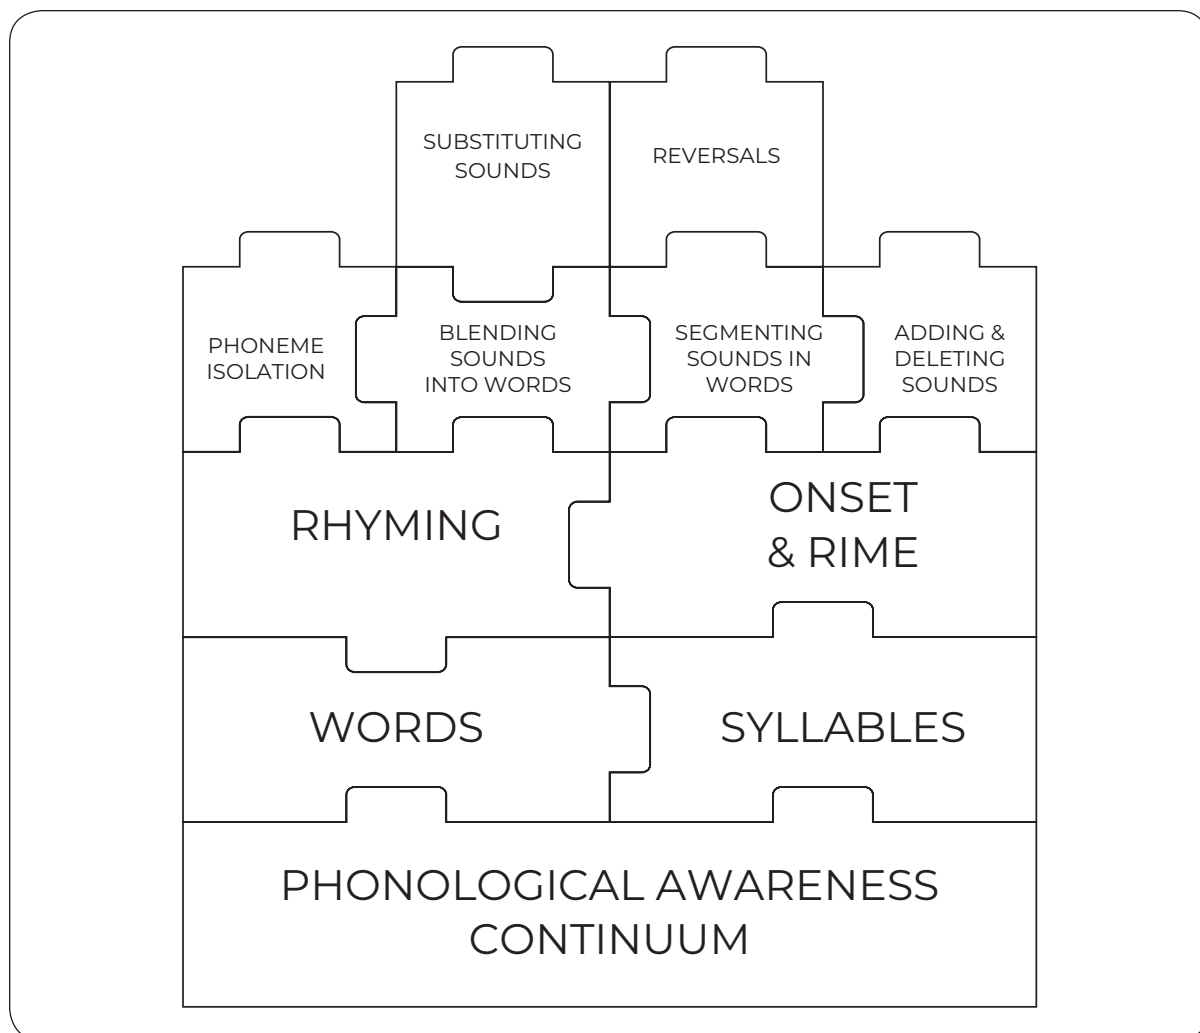 SUBSTITUTING
SOUNDS
REVERSALS
PHONEME
ISOLATION
BLENDING
SOUNDS
INTO WORDS
SEGMENTING
SOUNDS IN
WORDS
ADDING &
DELETING
SOUNDS
RHYMING
ONSET
& RIME
WORDS
SYLLABLES
PHONOLOGICAL AWARENESS
CONTINUUM